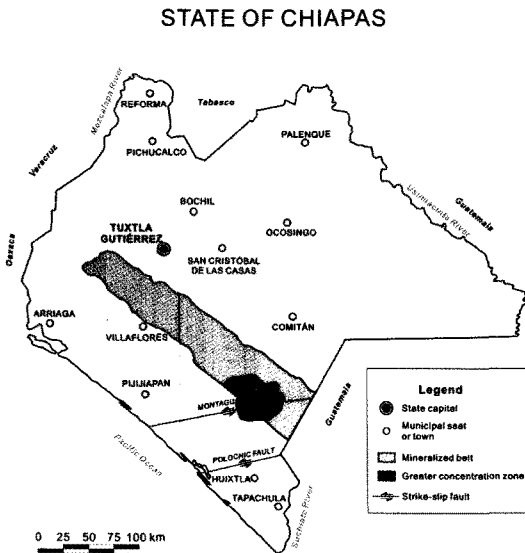 STATE OF CHIAPAS
REFORMA
Mezcalapa River
Tabasco
PALENQUE
PICHUCALCO
Veracruz
Guatemala
Usumacinta River
BOCHIL
OCOSINGO
TUXTLA
GUTIÉRREZ
SAN CRISTÓBAL
DE LAS CASAS
Oaxaca
ARRIAGA
VILLAFLORES
COMITÁN
PIJIJIAPAN
Guatemala
POLOCHIC FAULT
HUIXTLA
TAPACHULA
Pacific Ocean
Suchiate River
Legend
State capital
Municipal seat
or town
Mineralized belt
Greater concentration zone
Strike-slip fault
0 25 50 75 100 km